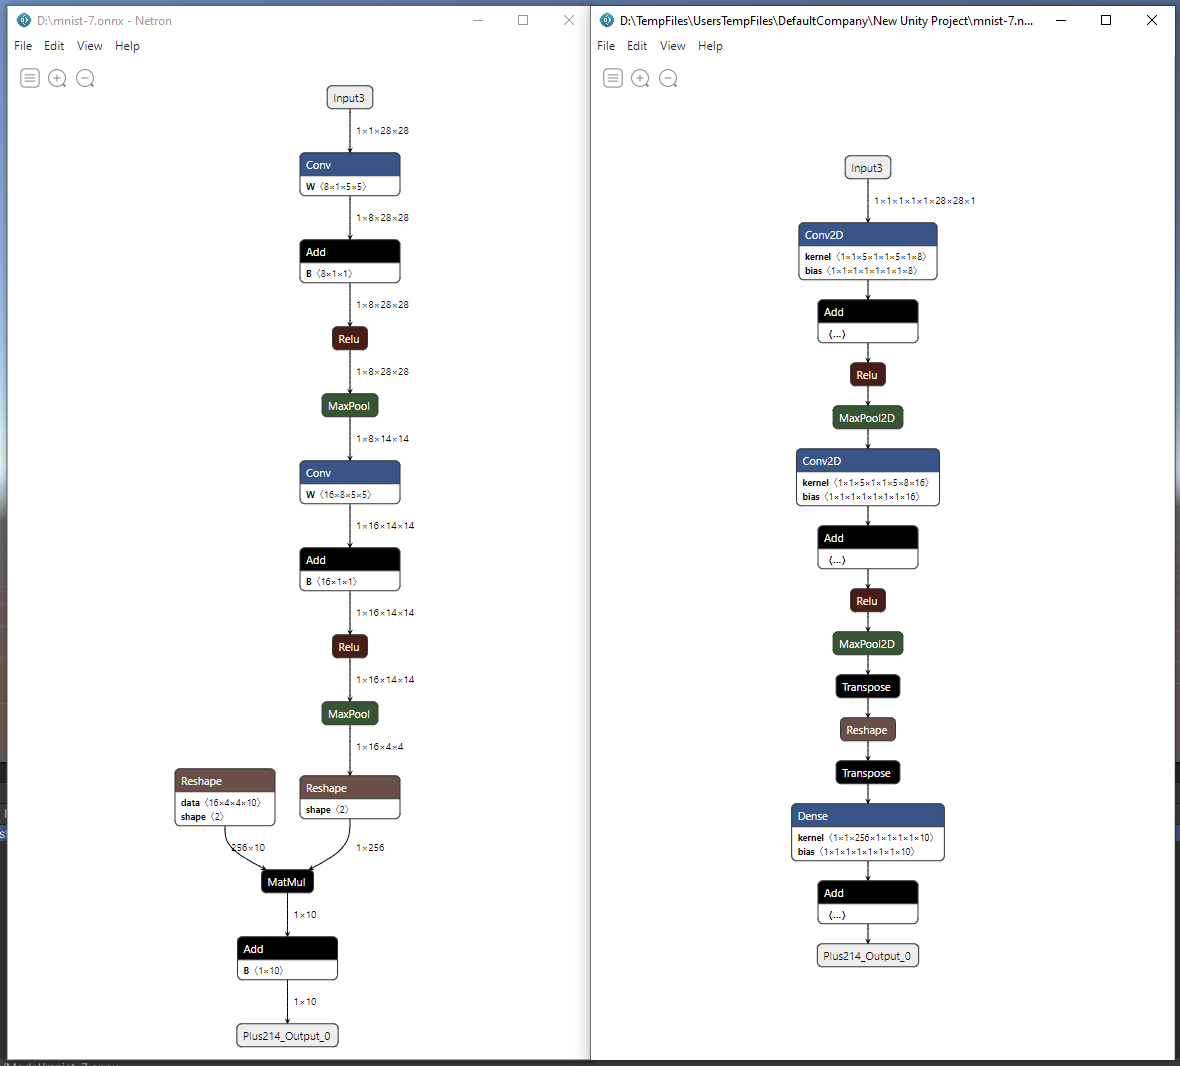 D:\mnist-7.onnx - Netron
File Edit View Help
Input3
1×1×28×28
Conv
W ⟨8×1×5×5⟩
1×8×28×28
Add
B ⟨8×1×1⟩
1×8×28×28
Relu
1×8×28×28
MaxPool
1×8×14×14
Conv
W ⟨16×8×5×5⟩
1×16×14×14
Add
B ⟨16×1×1⟩
1×16×14×14
Relu
1×16×14×14
MaxPool
1×16×4×4
Reshape
data ⟨16×4×4×10⟩
shape ⟨2⟩
Reshape
shape ⟨2⟩
256×10
1×256
MatMul
1×10
Add
B ⟨1×10⟩
1×10
Plus214_Output_0
D:\TempFiles\UsersTempFiles\DefaultCompany\New Unity Project\mnist-7.n...
File Edit View Help
Input3
1×1×1×1×1×28×28×1
Conv2D
kernel ⟨1×1×5×1×1×5×1×8⟩
bias ⟨1×1×1×1×1×1×1×8⟩
Add
⟨...⟩
Relu
MaxPool2D
Conv2D
kernel ⟨1×1×5×1×1×5×8×16⟩
bias ⟨1×1×1×1×1×1×1×16⟩
Add
⟨...⟩
Relu
MaxPool2D
Transpose
Reshape
Transpose
Dense
kernel ⟨1×1×256×1×1×1×1×10⟩
bias ⟨1×1×1×1×1×1×1×10⟩
Add
⟨...⟩
Plus214_Output_0